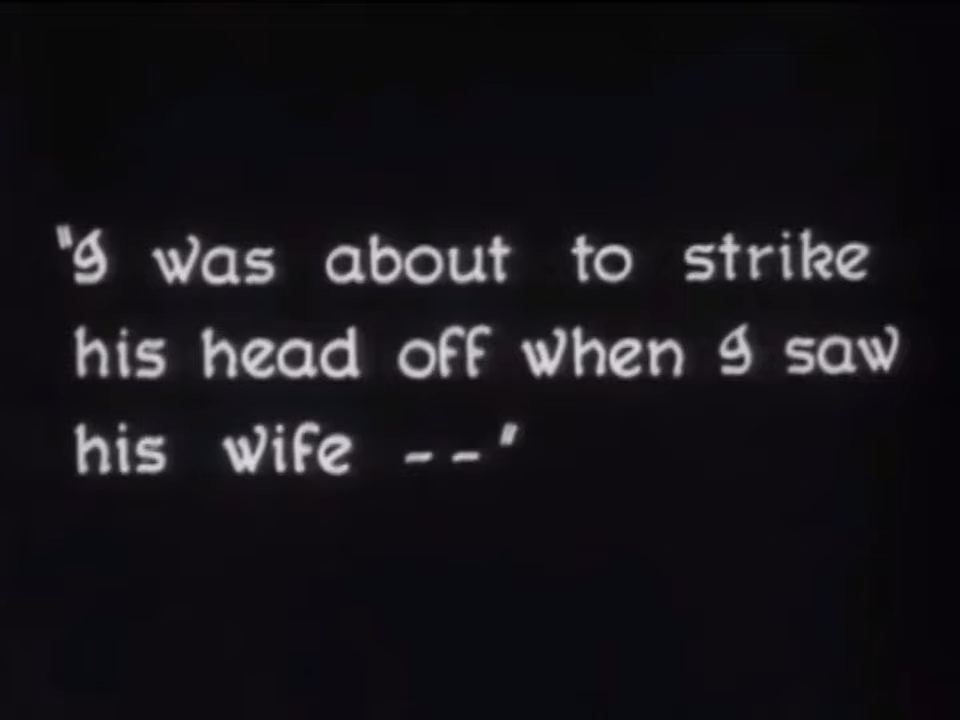 "I was about to strike
his head off when I saw
his wife --"